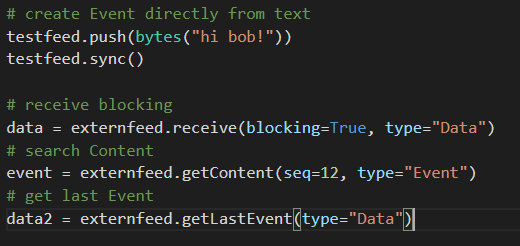 # create Event directly from text
testfeed.push(bytes("hi bob!"))
testfeed.sync()
# receive blocking
data = externfeed.receive(blocking=True, type="Data")
# search Content
event = externfeed.getContent(seq=12, type="Event")
# get last Event
data2 = externfeed.getLastEvent(type="Data")